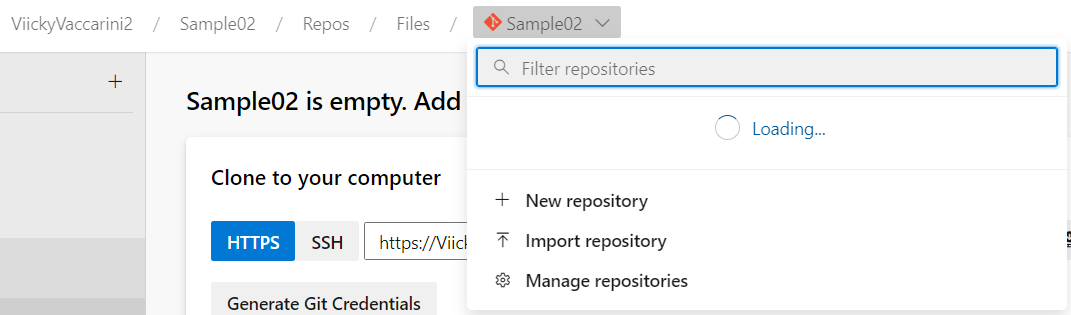 ViickyVaccarini2 / Sample02 / Repos / Files / Sample02
Filter repositories
Sample02 is empty. Add
Loading...
Clone to your computer
New repository
HTTPS SSH https://Viick
Import repository
Manage repositories
Generate Git Credentials